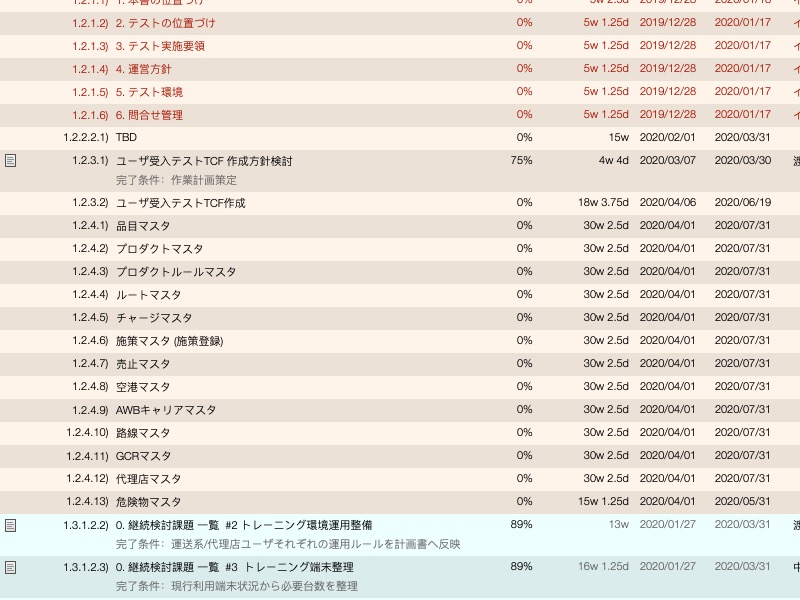 1.2.1.2) 2. テストの位置づけ 0% 5w 1.25d 2019/12/28 2020/01/17
1.2.1.3) 3. テスト実施要領 0% 5w 1.25d 2019/12/28 2020/01/17
1.2.1.4) 4. 運営方針 0% 5w 1.25d 2019/12/28 2020/01/17
1.2.1.5) 5. テスト環境 0% 5w 1.25d 2019/12/28 2020/01/17
1.2.1.6) 6. 問合せ管理 0% 5w 1.25d 2019/12/28 2020/01/17
1.2.2.2.1) TBD 0% 15w 2020/02/01 2020/03/31
1.2.3.1) ユーザ受入テストTCF 作成方針検討 75% 4w 4d 2020/03/07 2020/03/30
完了条件: 作業計画策定
1.2.3.2) ユーザ受入テストTCF作成 0% 18w 3.75d 2020/04/06 2020/06/19
1.2.4.1) 品目マスタ 0% 30w 2.5d 2020/04/01 2020/07/31
1.2.4.2) プロダクトマスタ 0% 30w 2.5d 2020/04/01 2020/07/31
1.2.4.3) プロダクトルールマスタ 0% 30w 2.5d 2020/04/01 2020/07/31
1.2.4.4) ルートマスタ 0% 30w 2.5d 2020/04/01 2020/07/31
1.2.4.5) チャージマスタ 0% 30w 2.5d 2020/04/01 2020/07/31
1.2.4.6) 施策マスタ (施策登録) 0% 30w 2.5d 2020/04/01 2020/07/31
1.2.4.7) 売止マスタ 0% 30w 2.5d 2020/04/01 2020/07/31
1.2.4.8) 空港マスタ 0% 30w 2.5d 2020/04/01 2020/07/31
1.2.4.9) AWBキャリアマスタ 0% 30w 2.5d 2020/04/01 2020/07/31
1.2.4.10) 路線マスタ 0% 30w 2.5d 2020/04/01 2020/07/31
1.2.4.11) GCRマスタ 0% 30w 2.5d 2020/04/01 2020/07/31
1.2.4.12) 代理店マスタ 0% 30w 2.5d 2020/04/01 2020/07/31
1.2.4.13) 危険物マスタ 0% 15w 1.25d 2020/04/01 2020/05/31
1.3.1.2.2) 0. 継続検討課題 一覧 #2 トレーニング環境運用整備 89% 13w 2020/01/27 2020/03/31
完了条件: 運送系/代理店ユーザそれぞれの運用ルールを計画書へ反映
1.3.1.2.3) 0. 継続検討課題 一覧 #3 トレーニング端末整理 89% 16w 1.25d 2020/01/27 2020/03/31
完了条件: 現行利用端末状況から必要台数を整理